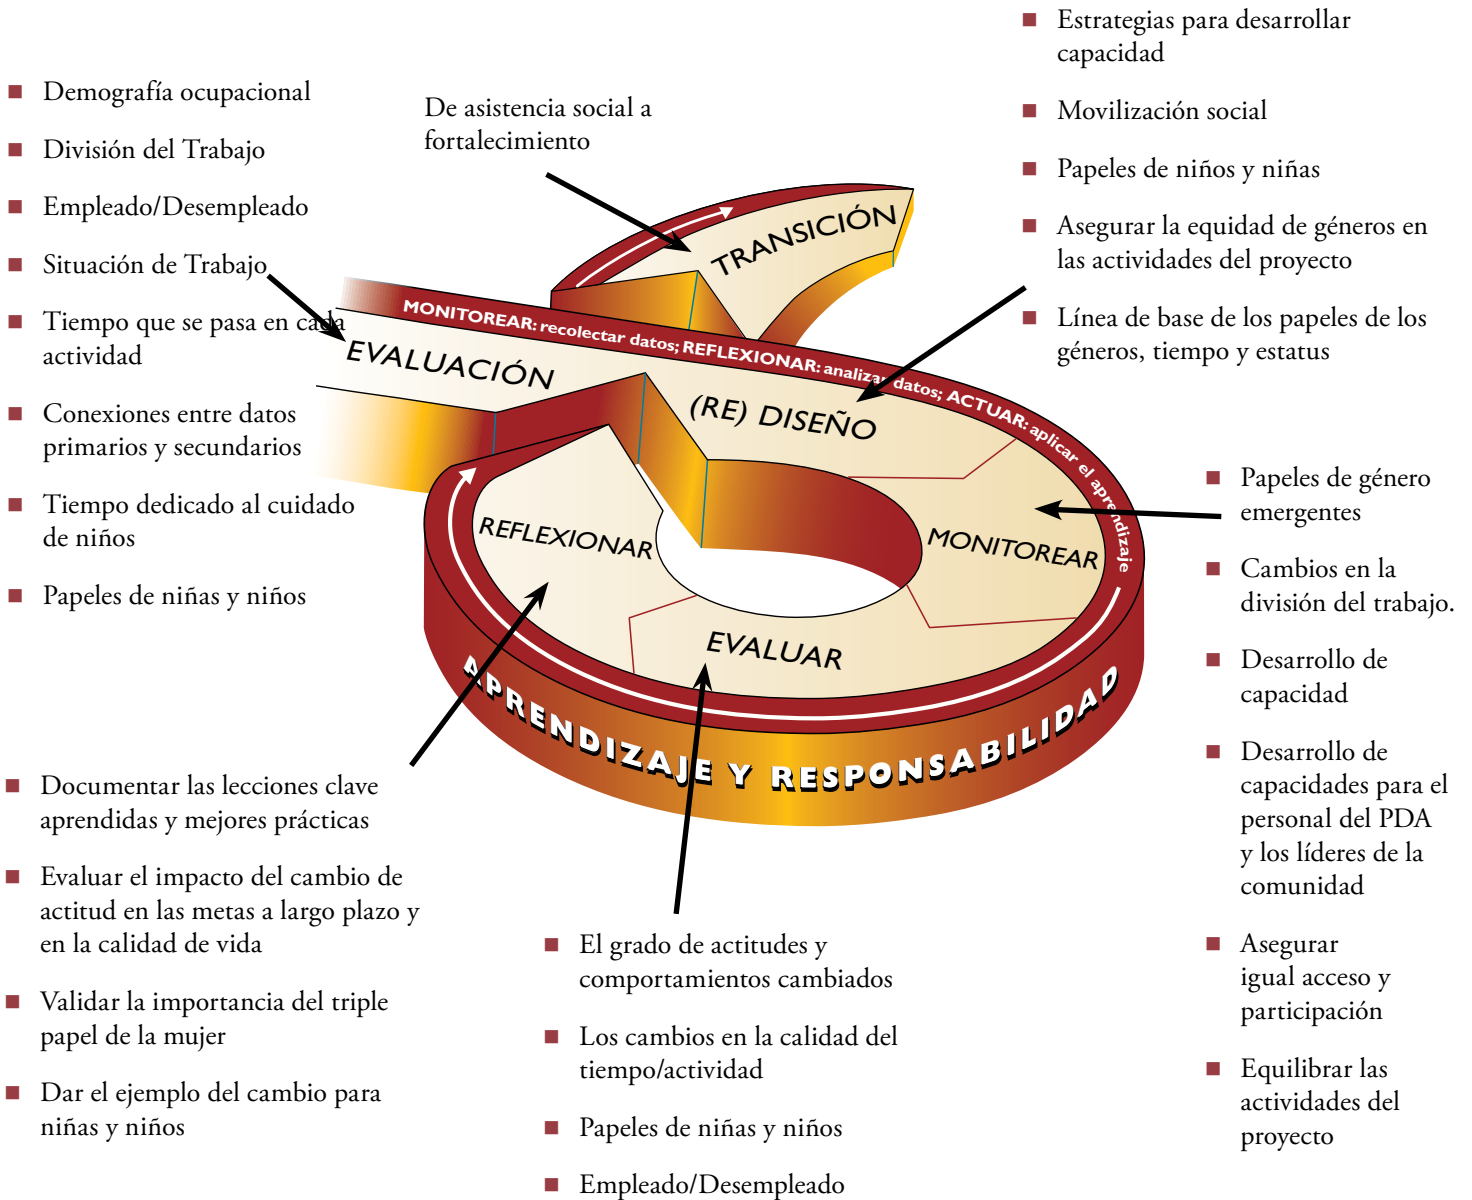 Demografía ocupacional
División del Trabajo
Empleado/Desempleado
Situación de Trabajo
Tiempo que se pasa en cada
actividad
Conexiones entre datos
primarios y secundarios
Tiempo dedicado al cuidado
de niños
Papeles de niñas y niños
De asistencia social a
fortalecimiento
Estrategias para desarrollar
capacidad
Movilización social
Papeles de niños y niñas
Asegurar la equidad de géneros en
las actividades del proyecto
Línea de base de los papeles de los
géneros, tiempo y estatus
TRANSICIÓN
MONITOREAR: recolectar datos; REFLEXIONAR: analizar datos; ACTUAR: aplicar el aprendizaje
EVALUACIÓN
(RE) DISEÑO
MONITOREAR
EVALUAR
REFLEXIONAR
APRENDIZAJE Y RESPONSABILIDAD
Papeles de género
emergentes
Cambios en la
división del trabajo.
Desarrollo de
capacidad
Desarrollo de
capacidades para el
personal del PDA
y los líderes de la
comunidad
Asegurar
igual acceso y
participación
Equilibrar las
actividades del
proyecto
Documentar las lecciones clave
aprendidas y mejores prácticas
Evaluar el impacto del cambio de
actitud en las metas a largo plazo y
en la calidad de vida
Validar la importancia del triple
papel de la mujer
Dar el ejemplo del cambio para
niñas y niños
El grado de actitudes y
comportamientos cambiados
Los cambios en la calidad del
tiempo/actividad
Papeles de niñas y niños
Empleado/Desempleado